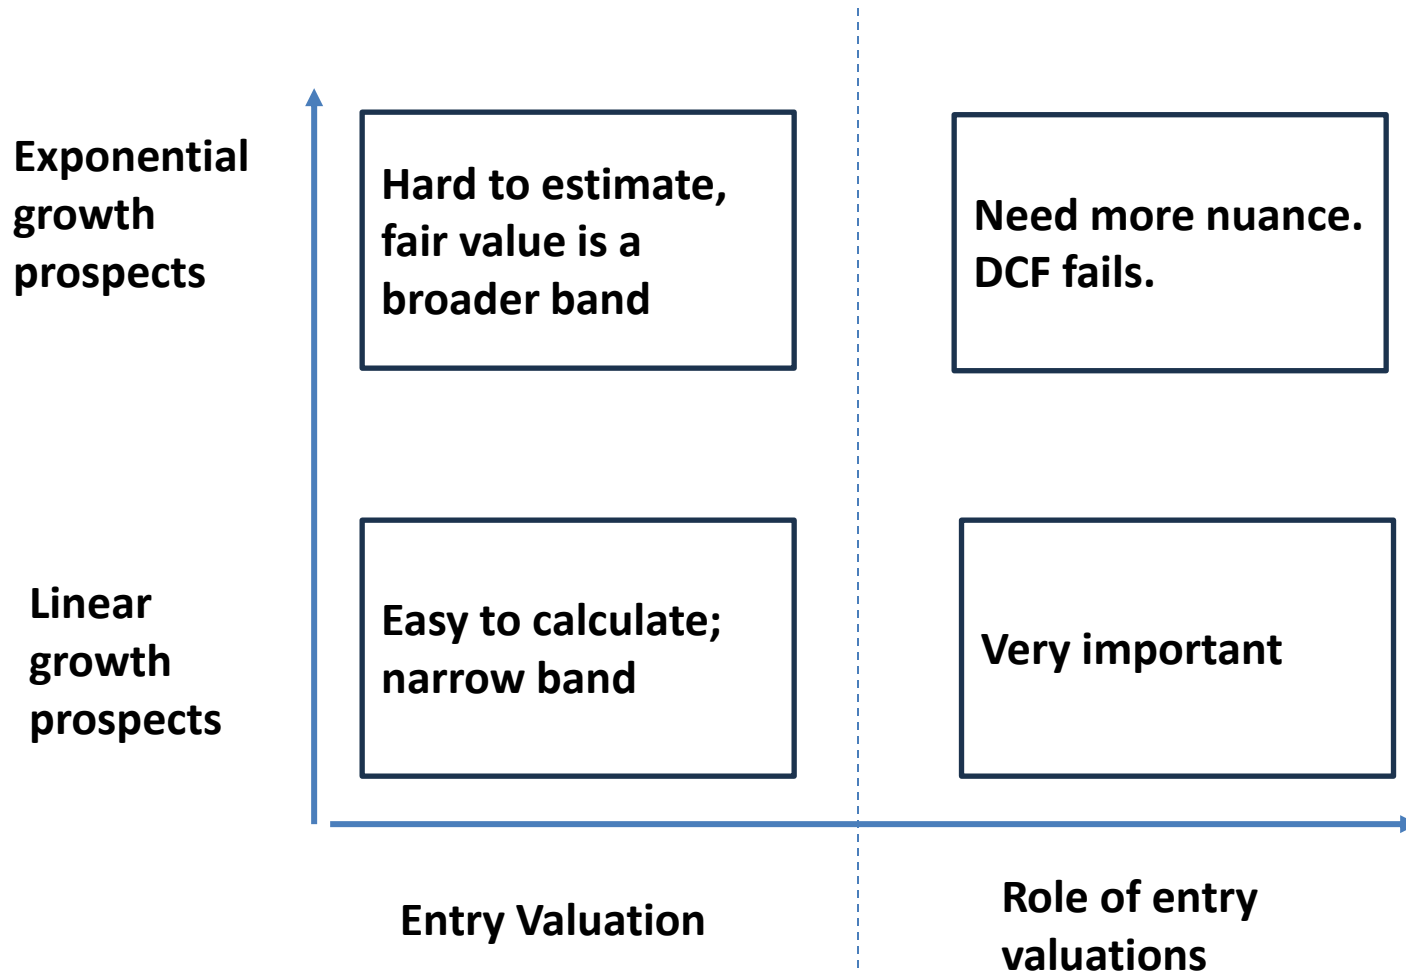 Exponential
growth
prospects
Hard to estimate,
fair value is a
broader band
Need more nuance.
DCF fails.
Linear
growth
prospects
Easy to calculate;
narrow band
Very important
Entry Valuation
Role of entry
valuations